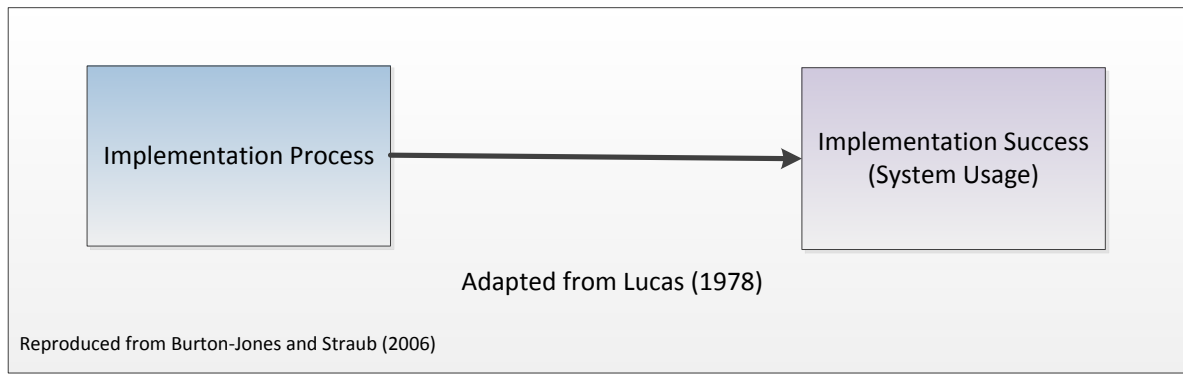 Implementation Process
Implementation Success
(System Usage)
Adapted from Lucas (1978)
Reproduced from Burton-Jones and Straub (2006)